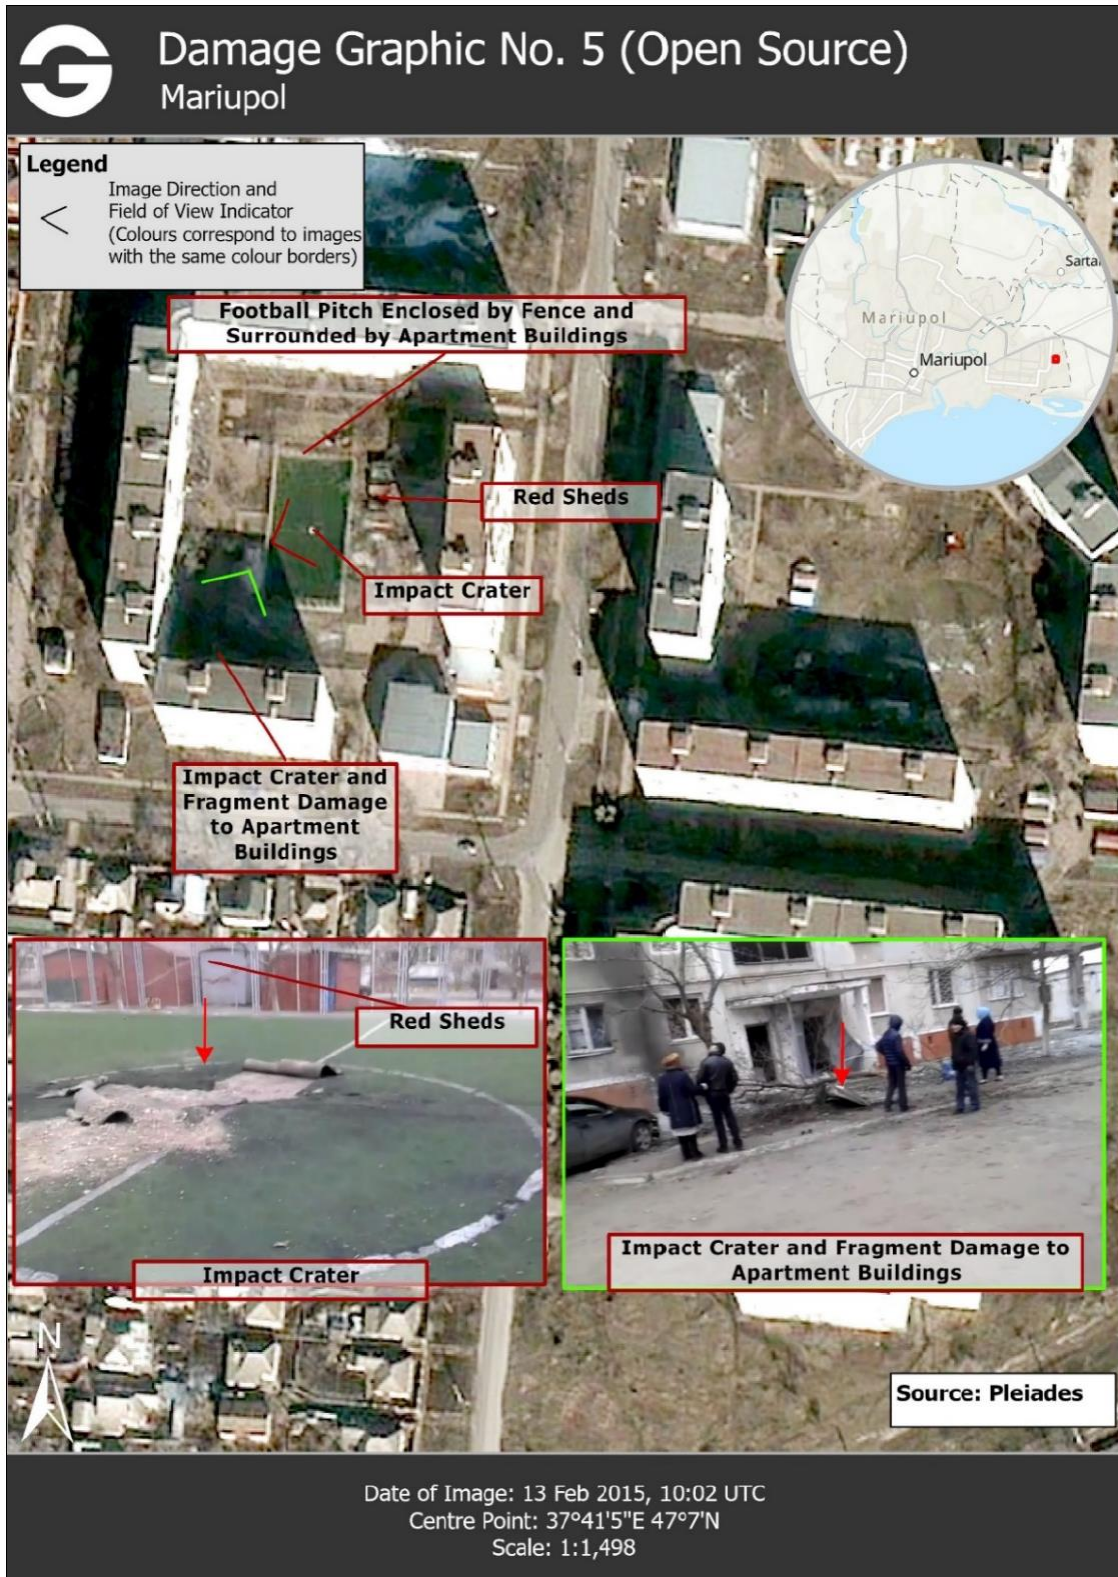 Damage Graphic No. 5 (Open Source)
Mariupol
Legend
Image Direction and
Field of View Indicator
(Colours correspond to images
with the same colour borders)
Sarta
Mariupol
Mariupol
Football Pitch Enclosed by Fence and
Surrounded by Apartment Buildings
Red Sheds
Impact Crater
Impact Crater and
Fragment Damage
to Apartment
Buildings
Red Sheds
Impact Crater
Impact Crater and Fragment Damage to
Apartment Buildings
N
Source: Pleiades
Date of Image: 13 Feb 2015, 10:02 UTC
Centre Point: 37°41'5"E 47°7'N
Scale: 1:1,498